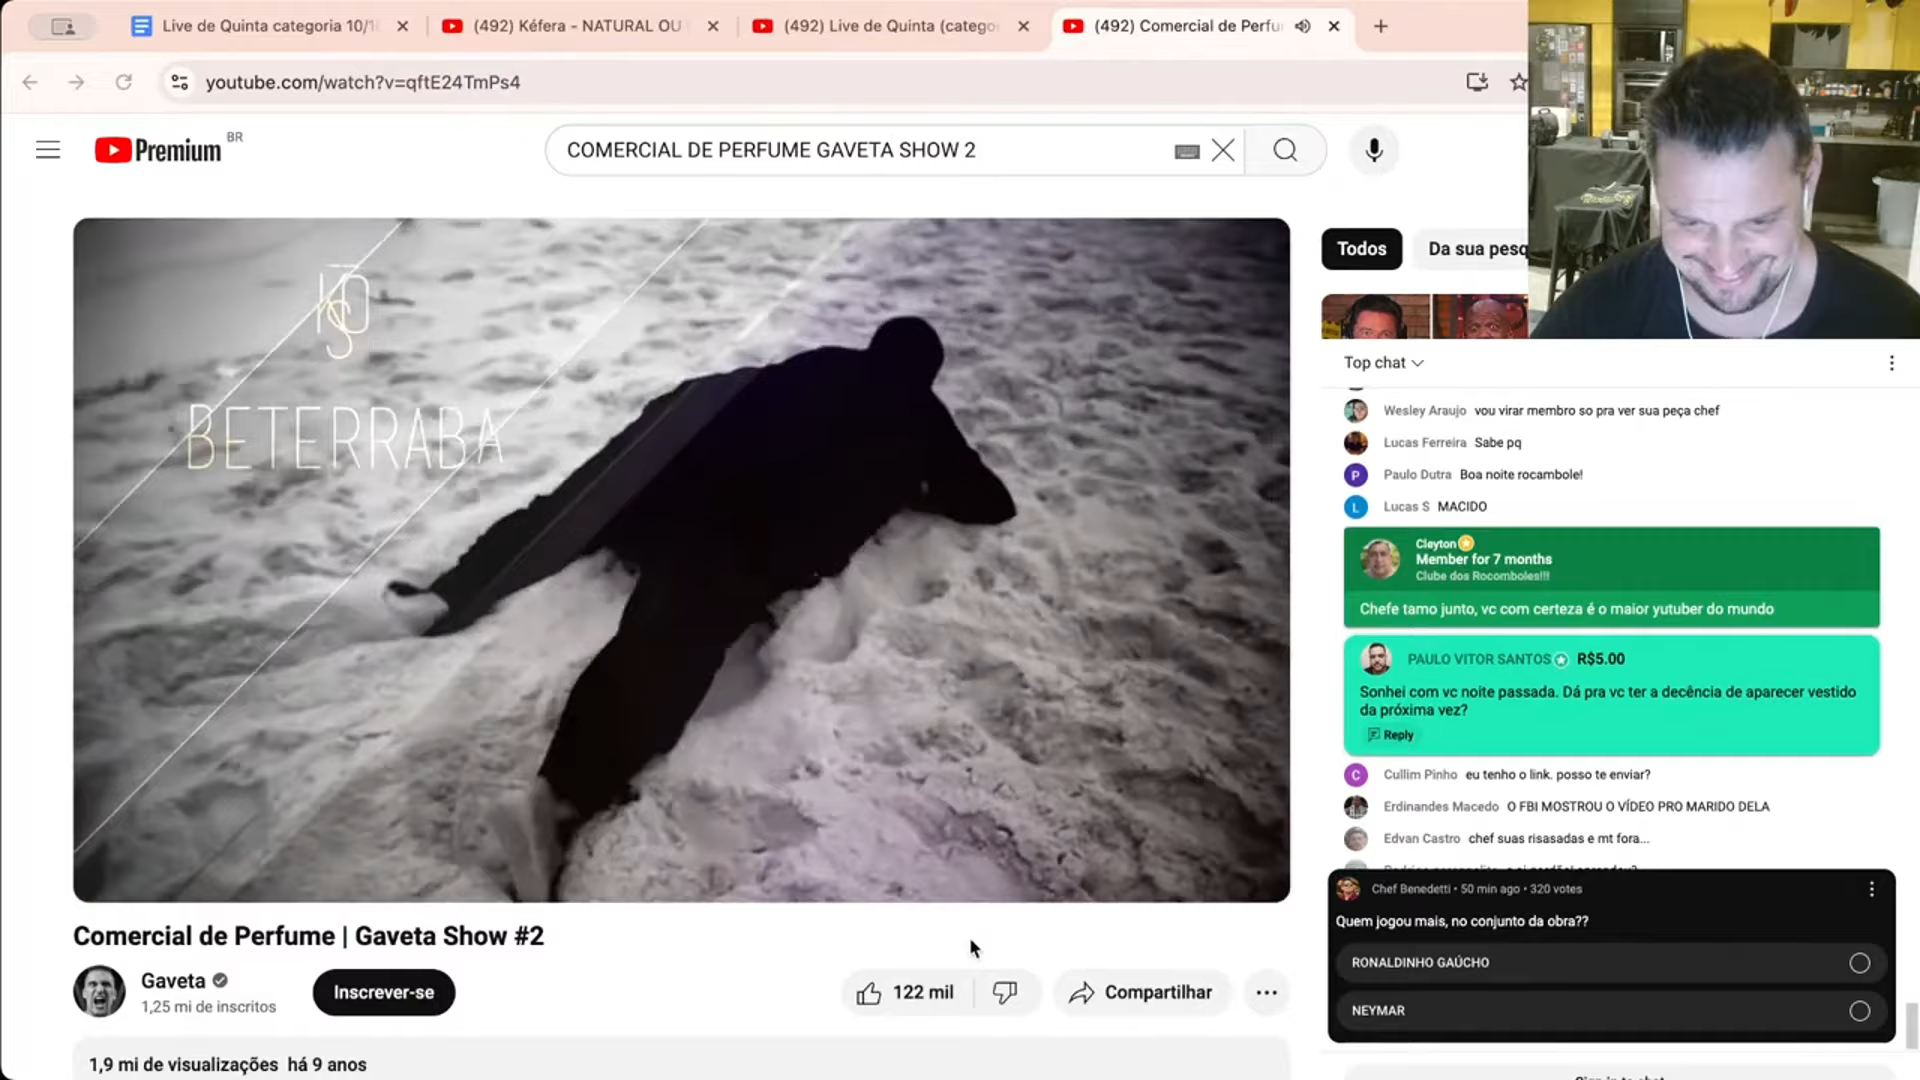 Live de Quinta categoria 10/1
(492) Kéfera - NATURAL OU
(492) Live de Quinta (catego
(492) Comercial de Perfu
youtube.com/watch?v=qftE24TmPs4
Premium BR
COMERCIAL DE PERFUME GAVETA SHOW 2
BETERRABA
Todos
Da sua pesq
Top chat
Wesley Araujo vou virar membro so pra ver sua peça chef
Lucas Ferreira Sabe pq
P Paulo Dutra Boa noite rocambole!
L Lucas S MACIDO
Cleyton
Member for 7 months
Clube dos Rocomboles!!!
Chefe tamo junto, vc com certeza é o maior yutuber do mundo
PAULO VITOR SANTOS R$5.00
Sonhei com vc noite passada. Dá pra vc ter a decência de aparecer vestido
da próxima vez?
Reply
C Cullim Pinho eu tenho o link. posso te enviar?
Erdinandes Macedo O FBI MOSTROU O VÍDEO PRO MARIDO DELA
Edvan Castro chef suas risasadas e mt fora...
Chef Benedetti • 50 min ago • 320 votes
Quem jogou mais, no conjunto da obra??
RONALDINHO GAÚCHO
NEYMAR
Comercial de Perfume | Gaveta Show #2
Gaveta
1,25 mi de inscritos
Inscrever-se
122 mil
Compartilhar
1,9 mi de visualizações há 9 anos